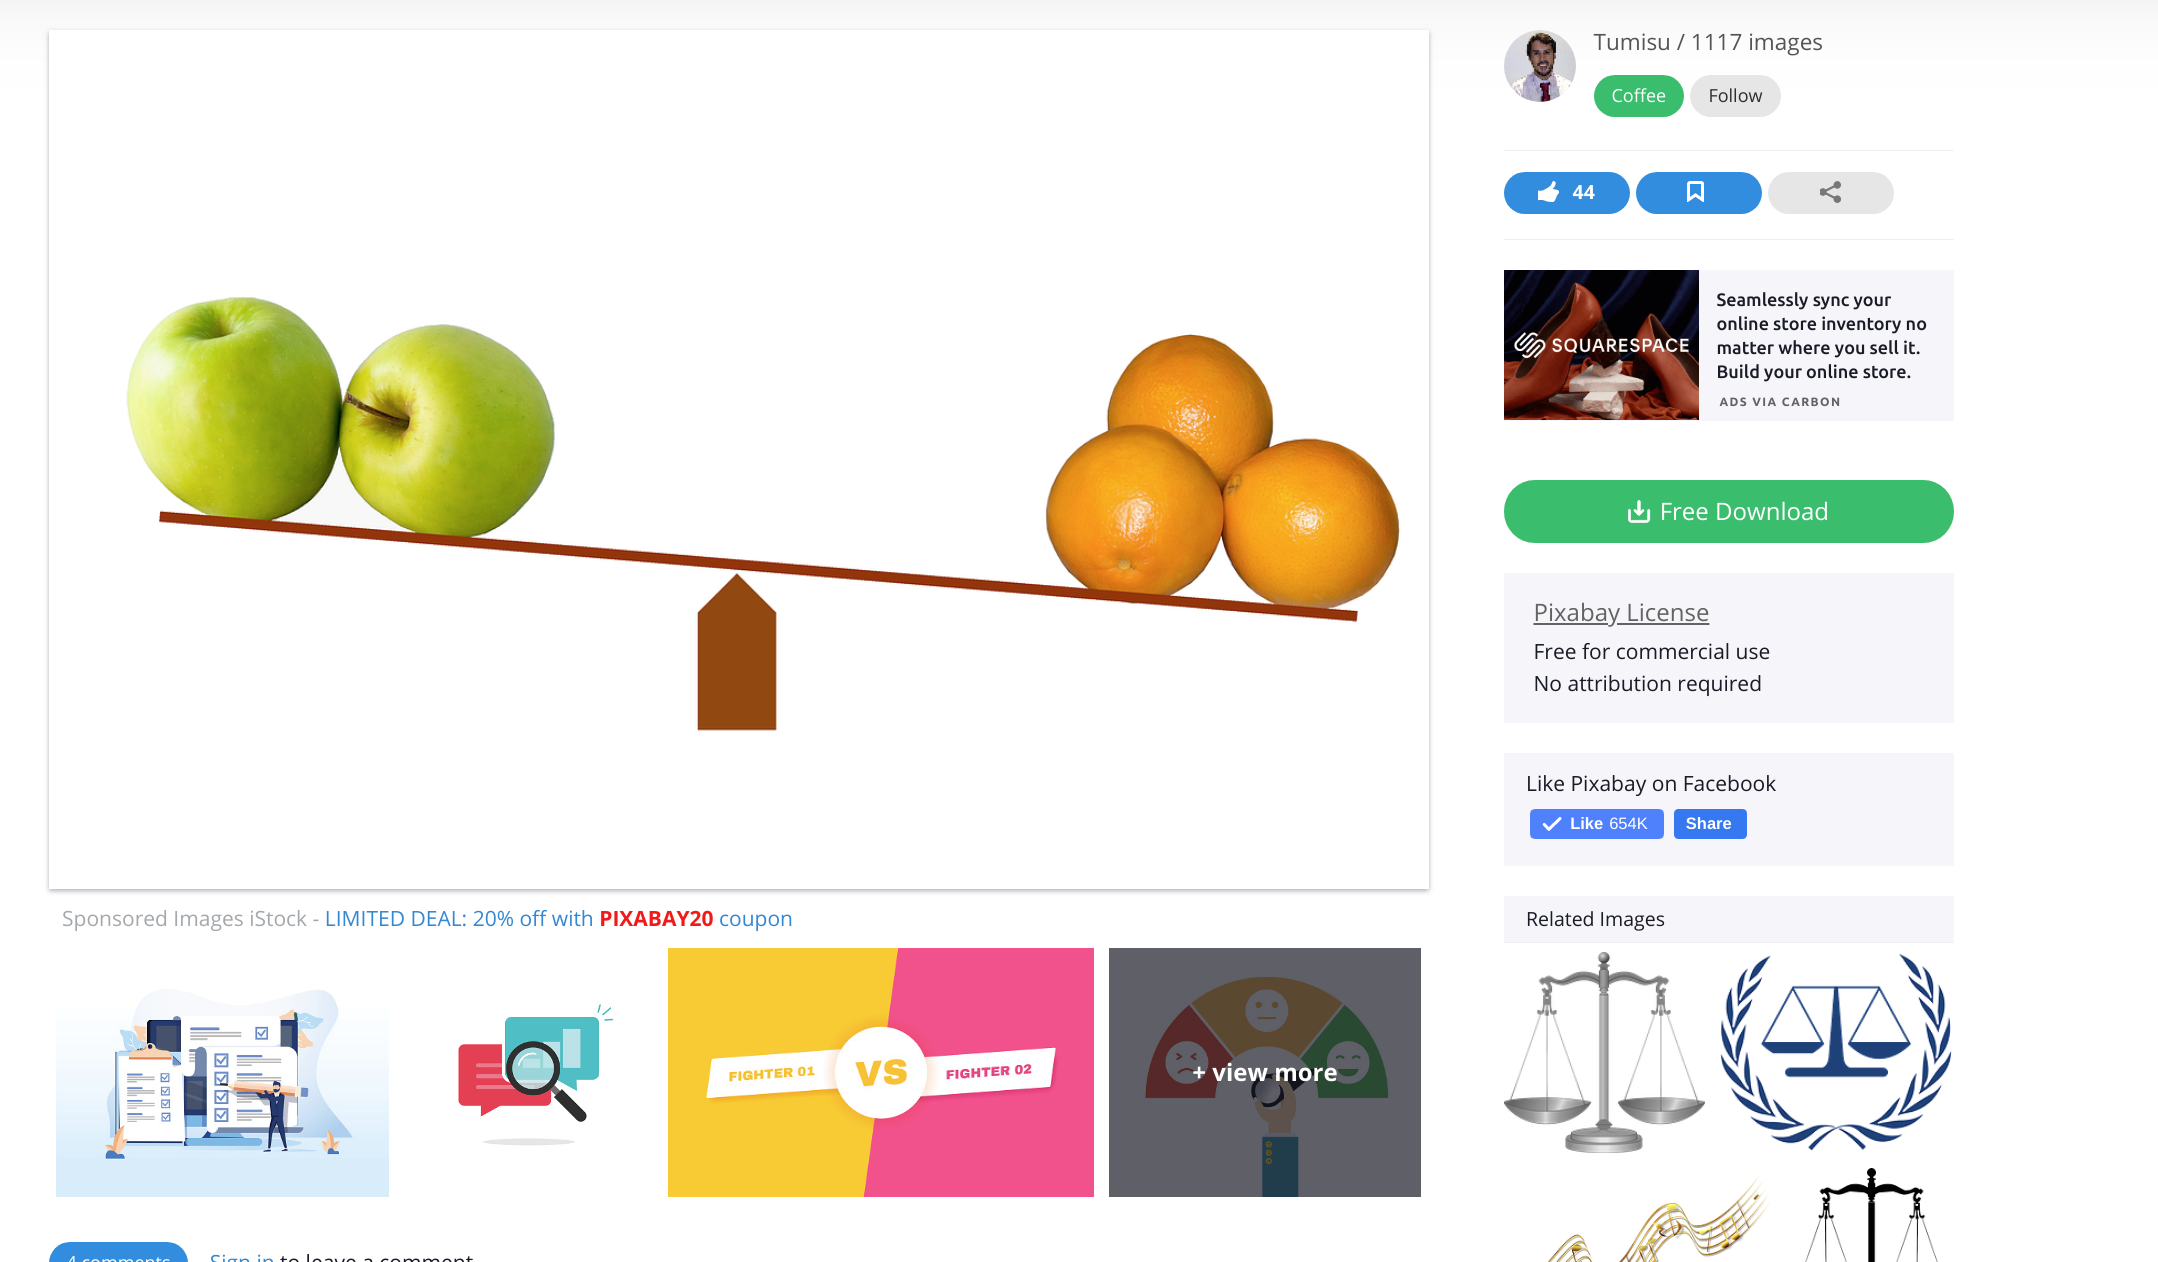 Tumisu / 1117 images
Coffee
Follow
44
SQUARESPACE
Seamlessly sync your
online store inventory no
matter where you sell it.
Build your online store.
ADS VIA CARBON
Free Download
Pixabay License
Free for commercial use
No attribution required
Like Pixabay on Facebook
Like 654K
Share
Related Images
Sponsored Images iStock - LIMITED DEAL: 20% off with PIXABAY20 coupon
FIGHTER 01
VS
FIGHTER 02
+ view more
4 comments
Sign in to leave a comment